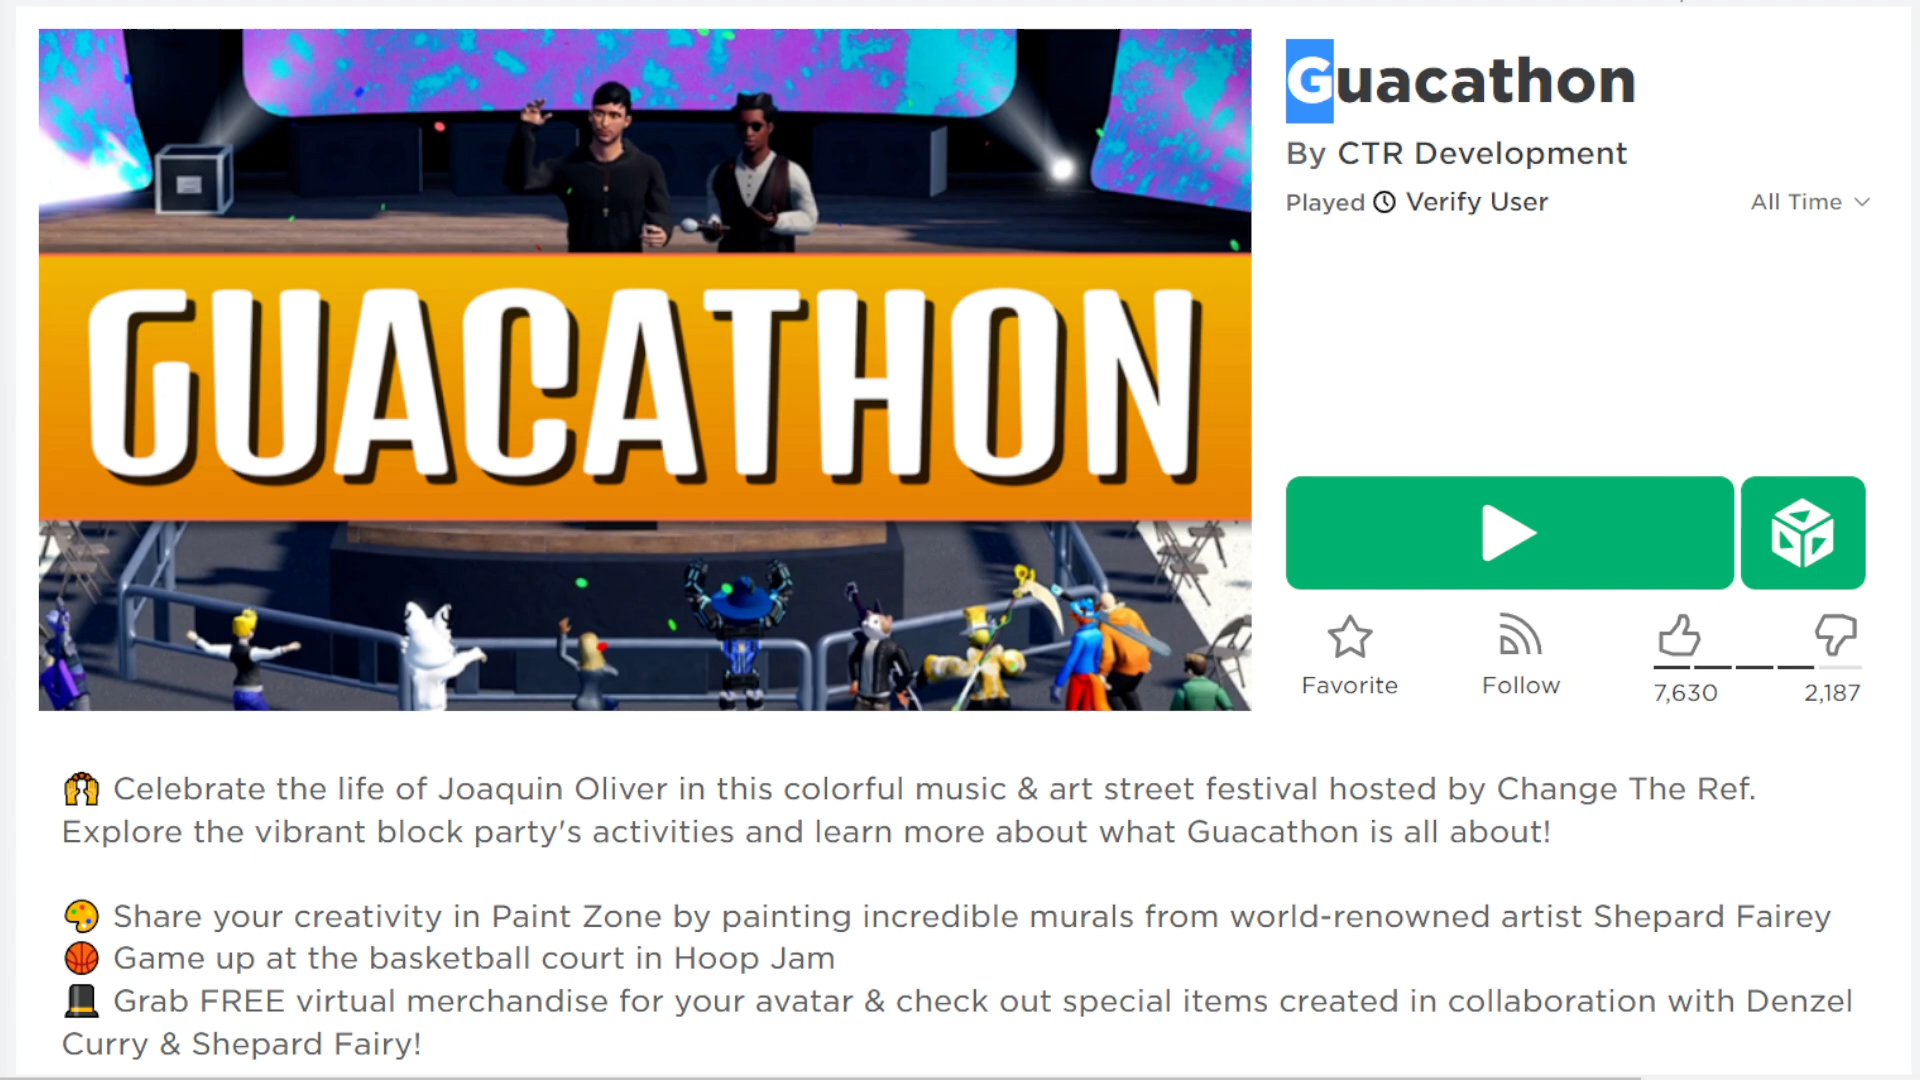 GUACATHON
Guacathon
By CTR Development
Played Verify User
All Time
Favorite
Follow
7,630
2,187
🙌 Celebrate the life of Joaquin Oliver in this colorful music & art street festival hosted by Change The Ref.
Explore the vibrant block party's activities and learn more about what Guacathon is all about!
🎨 Share your creativity in Paint Zone by painting incredible murals from world-renowned artist Shepard Fairey
🏀 Game up at the basketball court in Hoop Jam
🎩 Grab FREE virtual merchandise for your avatar & check out special items created in collaboration with Denzel
Curry & Shepard Fairy!